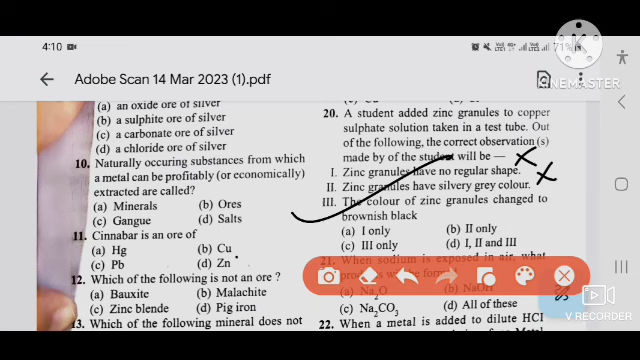 4:10
71%
KINEMASTER
Adobe Scan 14 Mar 2023 (1).pdf
(a) an oxide ore of silver
(b) a sulphite ore of silver
(c) a carbonate ore of silver
(d) a chloride ore of silver
10. Naturally occuring substances from which
a metal can be profitably (or economically)
extracted are called?
(a) Minerals (b) Ores
(c) Gangue (d) Salts
11. Cinnabar is an ore of
(a) Hg (b) Cu
(c) Pb (d) Zn
12. Which of the following is not an ore ?
(a) Bauxite (b) Malachite
(c) Zinc blende (d) Pig iron
13. Which of the following mineral does not
20. A student added zinc granules to copper
sulphate solution taken in a test tube. Out
of the following, the correct observation (s)
made by of the student will be —
I. Zinc granules have no regular shape.
II. Zinc granules have silvery grey colour.
III. The colour of zinc granules changed to
brownish black
(a) I only (b) II only
(c) III only (d) I, II and III
21. When sodium is exposed in air, what
(a) Na2O (b) NaOH
(c) Na2CO3 (d) All of these
22. When a metal is added to dilute HCl
V RECORDER